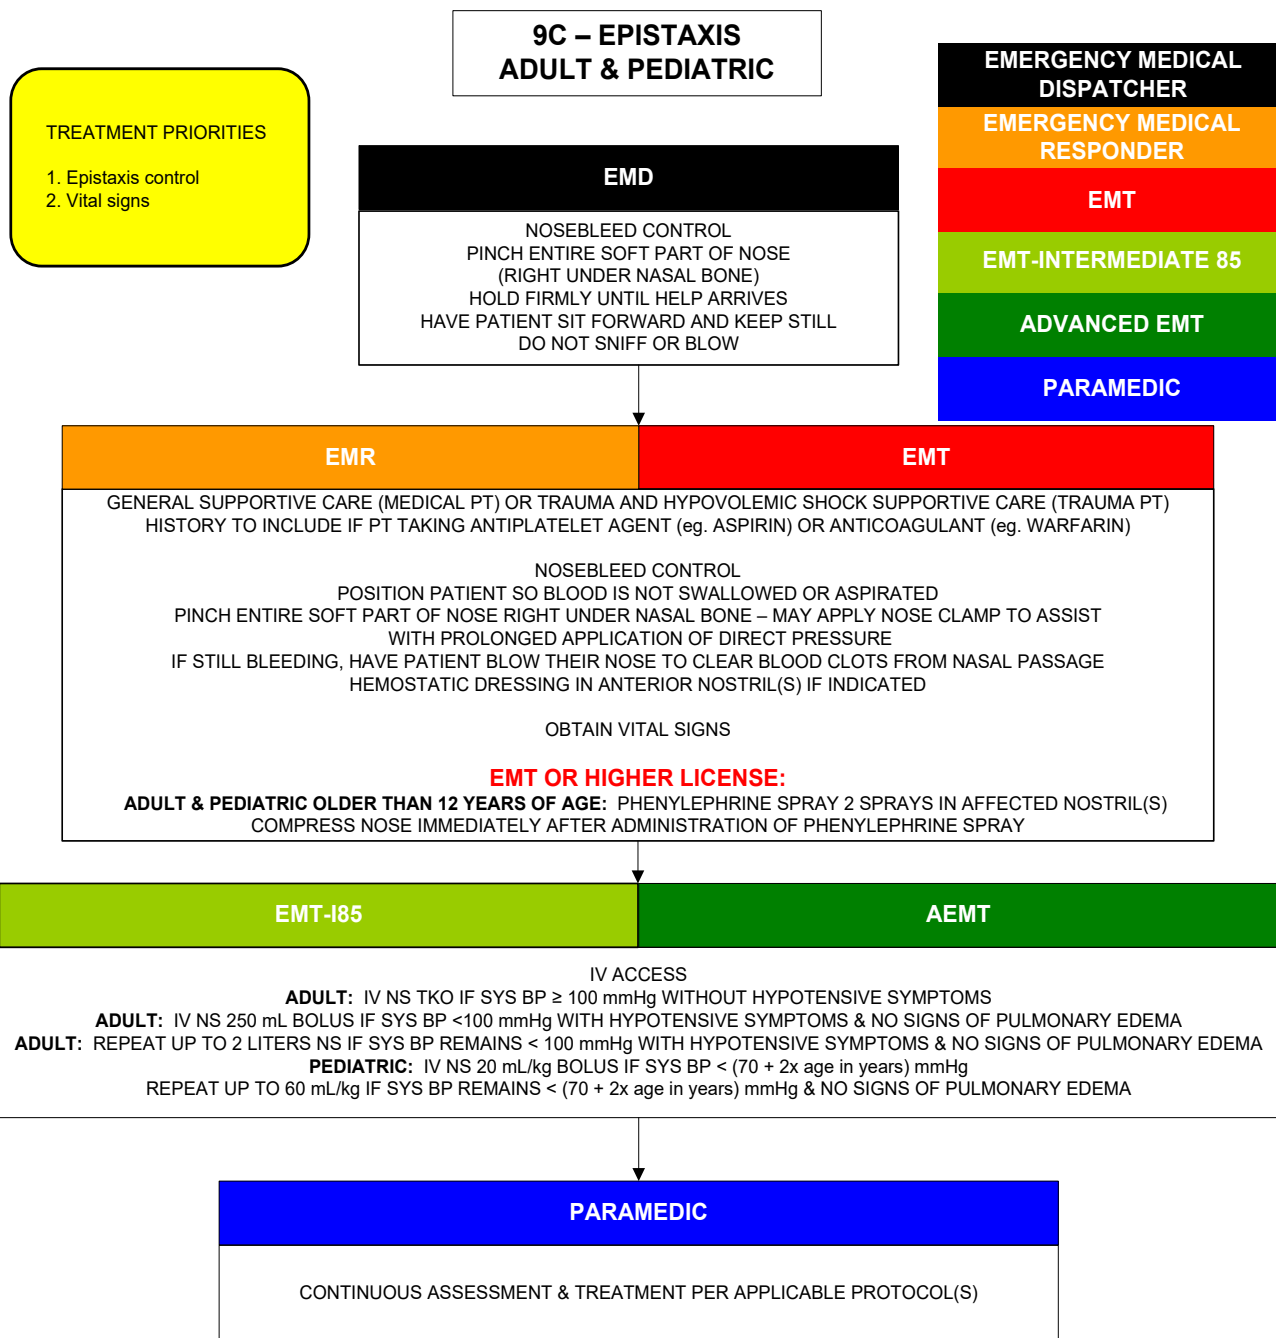 9C – EPISTAXIS
ADULT & PEDIATRIC
TREATMENT PRIORITIES
1. Epistaxis control
2. Vital signs
EMERGENCY MEDICAL
DISPATCHER
EMERGENCY MEDICAL
RESPONDER
EMT
EMT-INTERMEDIATE 85
ADVANCED EMT
PARAMEDIC
EMD
NOSEBLEED CONTROL
PINCH ENTIRE SOFT PART OF NOSE
(RIGHT UNDER NASAL BONE)
HOLD FIRMLY UNTIL HELP ARRIVES
HAVE PATIENT SIT FORWARD AND KEEP STILL
DO NOT SNIFF OR BLOW
EMR
EMT
GENERAL SUPPORTIVE CARE (MEDICAL PT) OR TRAUMA AND HYPOVOLEMIC SHOCK SUPPORTIVE CARE (TRAUMA PT)
HISTORY TO INCLUDE IF PT TAKING ANTIPLATELET AGENT (eg. ASPIRIN) OR ANTICOAGULANT (eg. WARFARIN)
NOSEBLEED CONTROL
POSITION PATIENT SO BLOOD IS NOT SWALLOWED OR ASPIRATED
PINCH ENTIRE SOFT PART OF NOSE RIGHT UNDER NASAL BONE – MAY APPLY NOSE CLAMP TO ASSIST
WITH PROLONGED APPLICATION OF DIRECT PRESSURE
IF STILL BLEEDING, HAVE PATIENT BLOW THEIR NOSE TO CLEAR BLOOD CLOTS FROM NASAL PASSAGE
HEMOSTATIC DRESSING IN ANTERIOR NOSTRIL(S) IF INDICATED
OBTAIN VITAL SIGNS
EMT OR HIGHER LICENSE:
ADULT & PEDIATRIC OLDER THAN 12 YEARS OF AGE: PHENYLEPHRINE SPRAY 2 SPRAYS IN AFFECTED NOSTRIL(S)
COMPRESS NOSE IMMEDIATELY AFTER ADMINISTRATION OF PHENYLEPHRINE SPRAY
EMT-I85
AEMT
IV ACCESS
ADULT: IV NS TKO IF SYS BP ≥ 100 mmHg WITHOUT HYPOTENSIVE SYMPTOMS
ADULT: IV NS 250 mL BOLUS IF SYS BP <100 mmHg WITH HYPOTENSIVE SYMPTOMS & NO SIGNS OF PULMONARY EDEMA
ADULT: REPEAT UP TO 2 LITERS NS IF SYS BP REMAINS < 100 mmHg WITH HYPOTENSIVE SYMPTOMS & NO SIGNS OF PULMONARY EDEMA
PEDIATRIC: IV NS 20 mL/kg BOLUS IF SYS BP < (70 + 2x age in years) mmHg
REPEAT UP TO 60 mL/kg IF SYS BP REMAINS < (70 + 2x age in years) mmHg & NO SIGNS OF PULMONARY EDEMA
PARAMEDIC
CONTINUOUS ASSESSMENT & TREATMENT PER APPLICABLE PROTOCOL(S)